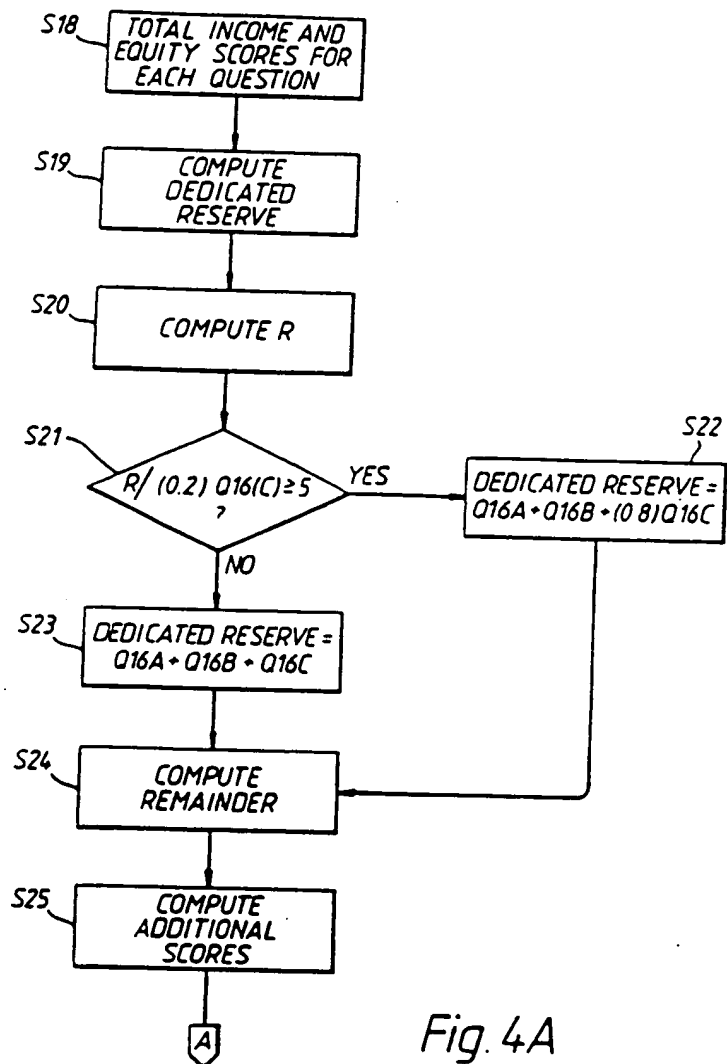 S18
TOTAL INCOME AND
EQUITY SCORES FOR
EACH QUESTION
S19
COMPUTE
DEDICATED
RESERVE
S20
COMPUTE R
S21
R/(0.2) Q16(C)≥5
?
YES
NO
S22
DEDICATED RESERVE=
Q16A+Q16B+(0 8)Q16C
S23
DEDICATED RESERVE=
Q16A+Q16B+Q16C
S24
COMPUTE
REMAINDER
S25
COMPUTE
ADDITIONAL
SCORES
A
Fig. 4A